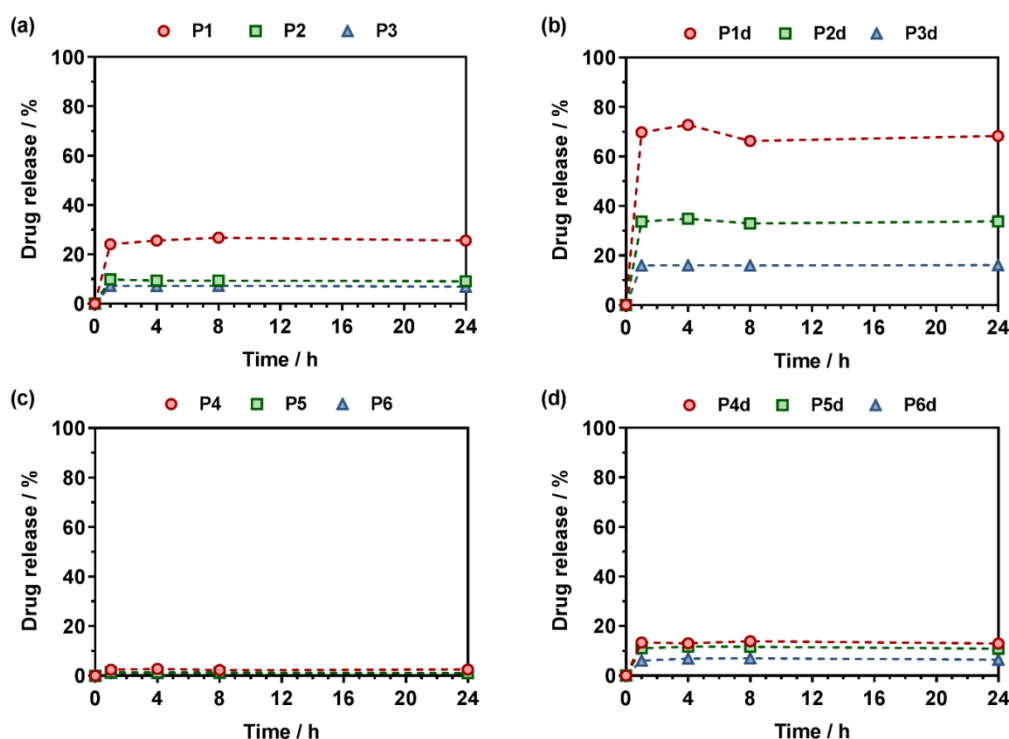 (a) P1 P2 P3
Drug release / %
100
80
60
40
20
0
0 4 8 12 16 20 24
Time / h
(b) P1d P2d P3d
Drug release / %
100
80
60
40
20
0
0 4 8 12 16 20 24
Time / h
(c) P4 P5 P6
Drug release / %
100
80
60
40
20
0
0 4 8 12 16 20 24
Time / h
(d) P4d P5d P6d
Drug release / %
100
80
60
40
20
0
0 4 8 12 16 20 24
Time / h